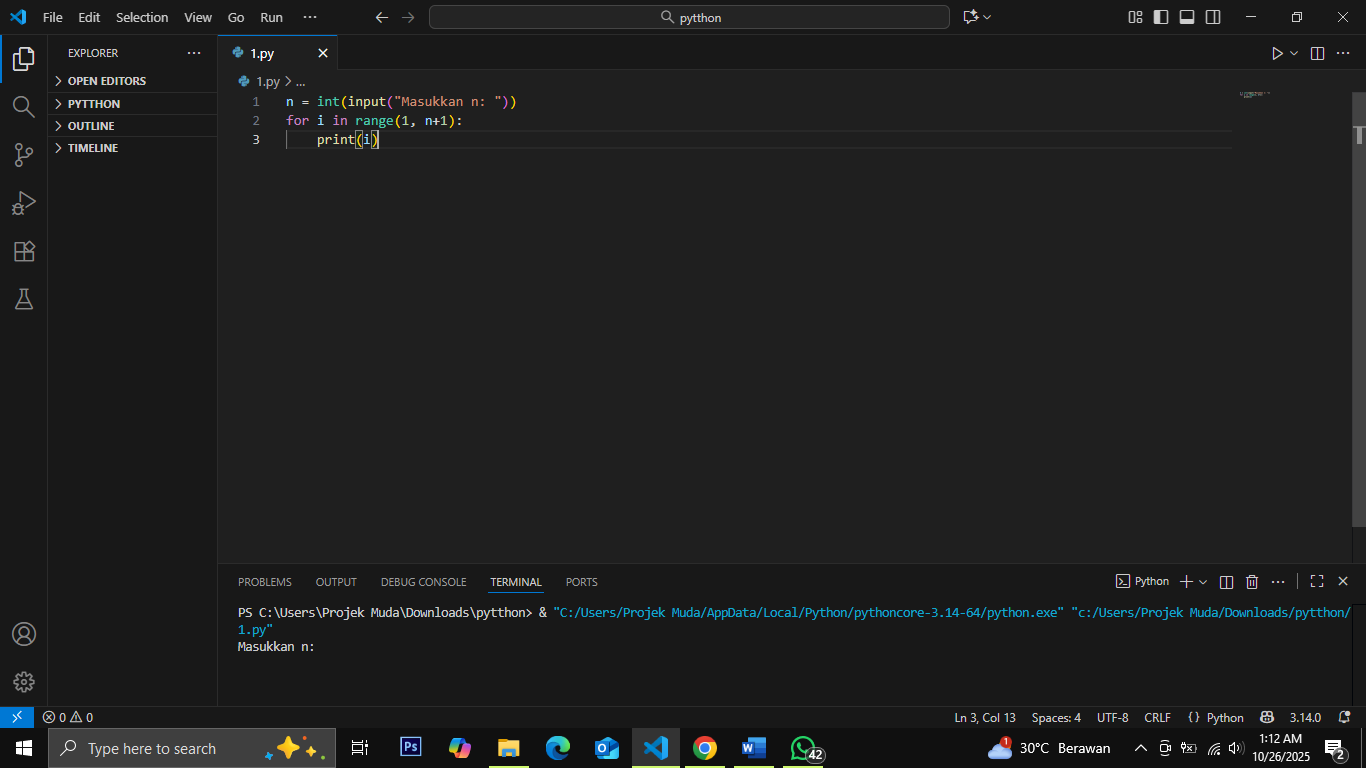 File Edit Selection View Go Run ··· pytthon
EXPLORER ···
OPEN EDITORS
PYTTHON
OUTLINE
TIMELINE
1.py
1.py > ...
1 n = int(input("Masukkan n: "))
2 for i in range(1, n+1):
3 print(i)
PROBLEMS OUTPUT DEBUG CONSOLE TERMINAL PORTS Python
PS C:\Users\Projek Muda\Downloads\pytthon> & "C:/Users/Projek Muda/AppData/Local/Python/pythoncore-3.14-64/python.exe" "c:/Users/Projek Muda/Downloads/pytthon/
1.py"
Masukkan n:
0 0 Ln 3, Col 13 Spaces: 4 UTF-8 CRLF {} Python 3.14.0
Type here to search Ps 42 1 30°C Berawan 1:12 AM
10/26/2025 2